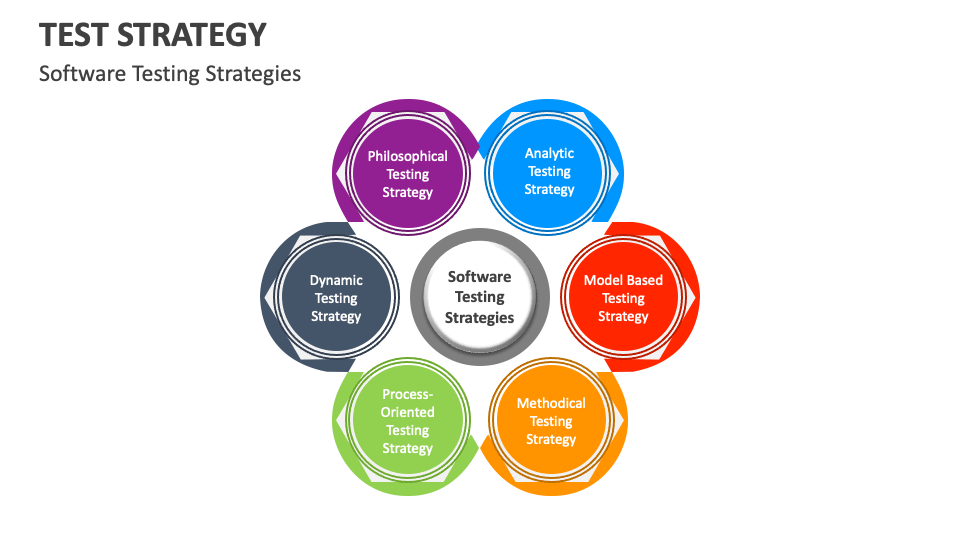 TEST STRATEGY
Software Testing Strategies
Philosophical
Testing
Strategy
Analytic
Testing
Strategy
Dynamic
Testing
Strategy
Software
Testing
Strategies
Model Based
Testing
Strategy
Process-
Oriented
Testing
Strategy
Methodical
Testing
Strategy